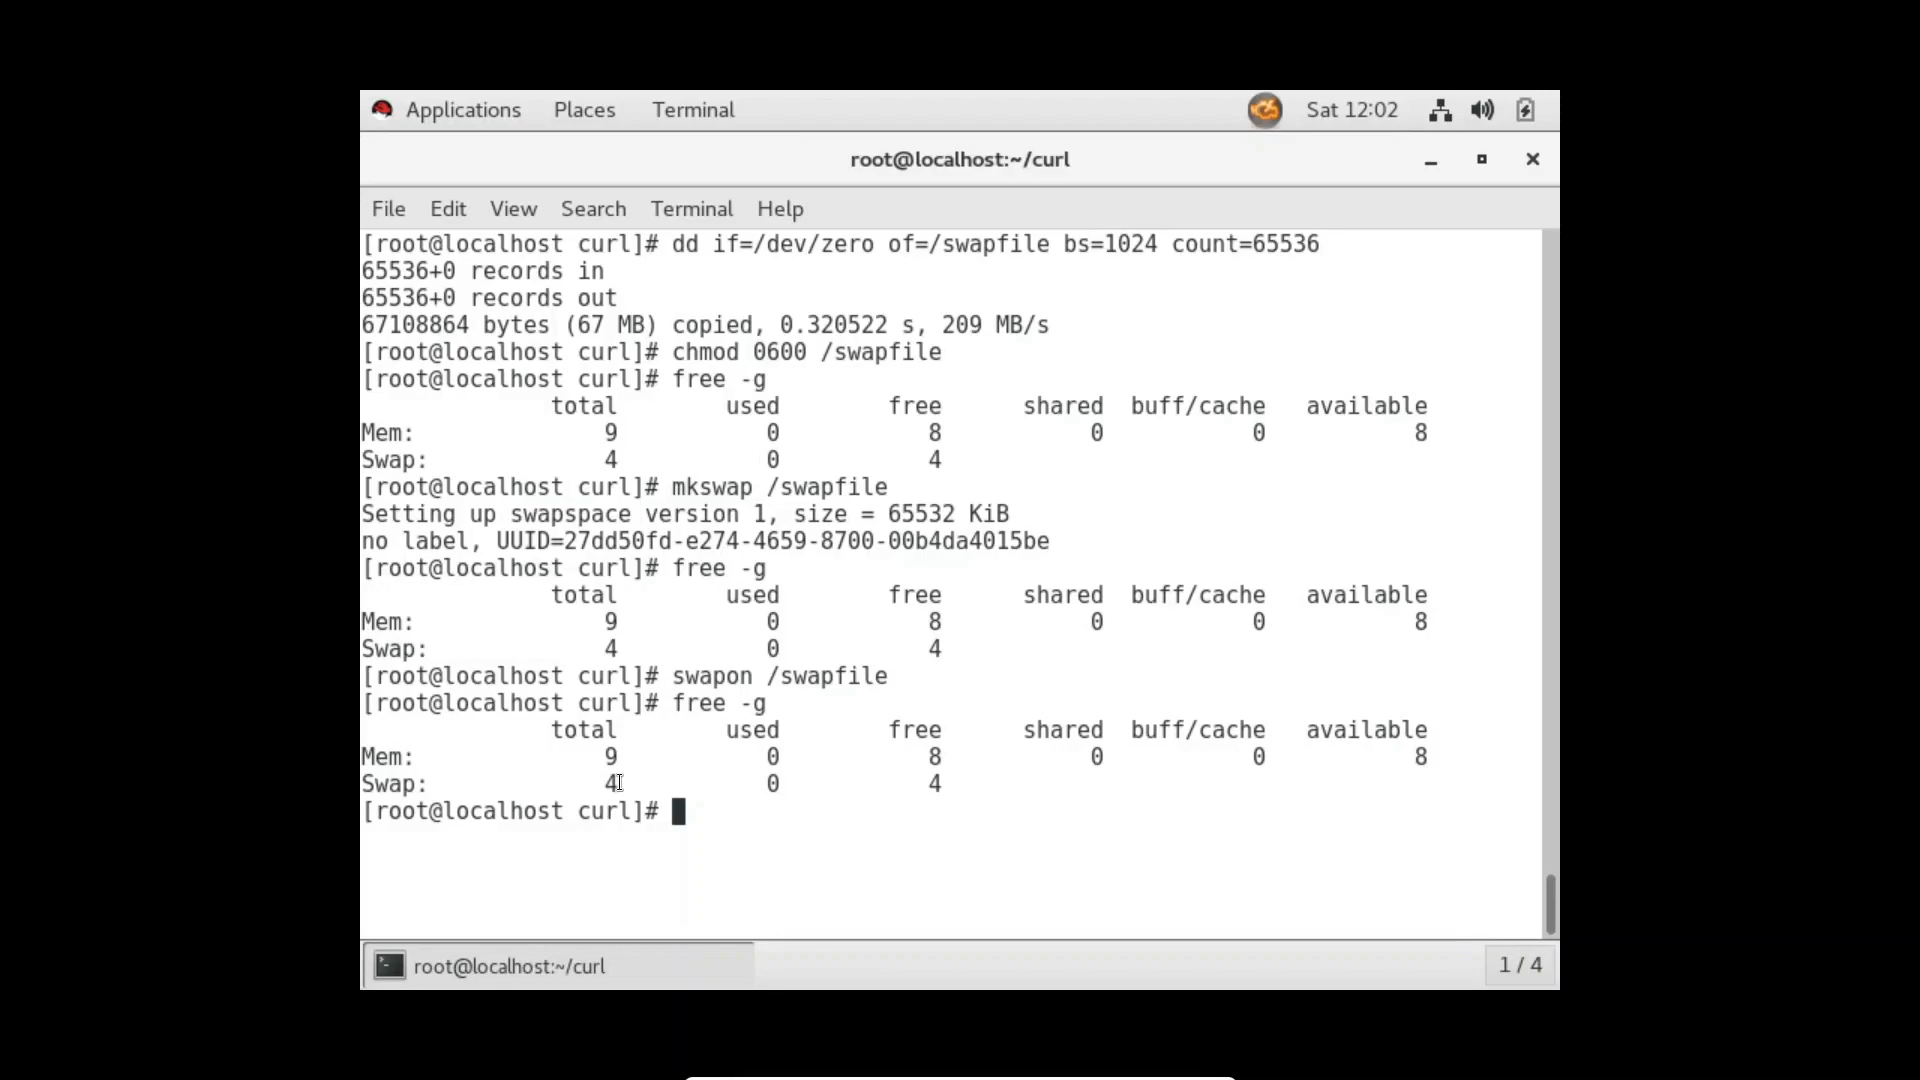 Applications Places Terminal Sat 12:02
root@localhost:~/curl
File Edit View Search Terminal Help
[root@localhost curl]# dd if=/dev/zero of=/swapfile bs=1024 count=65536
65536+0 records in
65536+0 records out
67108864 bytes (67 MB) copied, 0.320522 s, 209 MB/s
[root@localhost curl]# chmod 0600 /swapfile
[root@localhost curl]# free -g
              total        used        free      shared  buff/cache   available
Mem:              9           0           8           0           0           8
Swap:             4           0           4
[root@localhost curl]# mkswap /swapfile
Setting up swapspace version 1, size = 65532 KiB
no label, UUID=27dd50fd-e274-4659-8700-00b4da4015be
[root@localhost curl]# free -g
              total        used        free      shared  buff/cache   available
Mem:              9           0           8           0           0           8
Swap:             4           0           4
[root@localhost curl]# swapon /swapfile
[root@localhost curl]# free -g
              total        used        free      shared  buff/cache   available
Mem:              9           0           8           0           0           8
Swap:             4           0           4
[root@localhost curl]#
root@localhost:~/curl 1 / 4